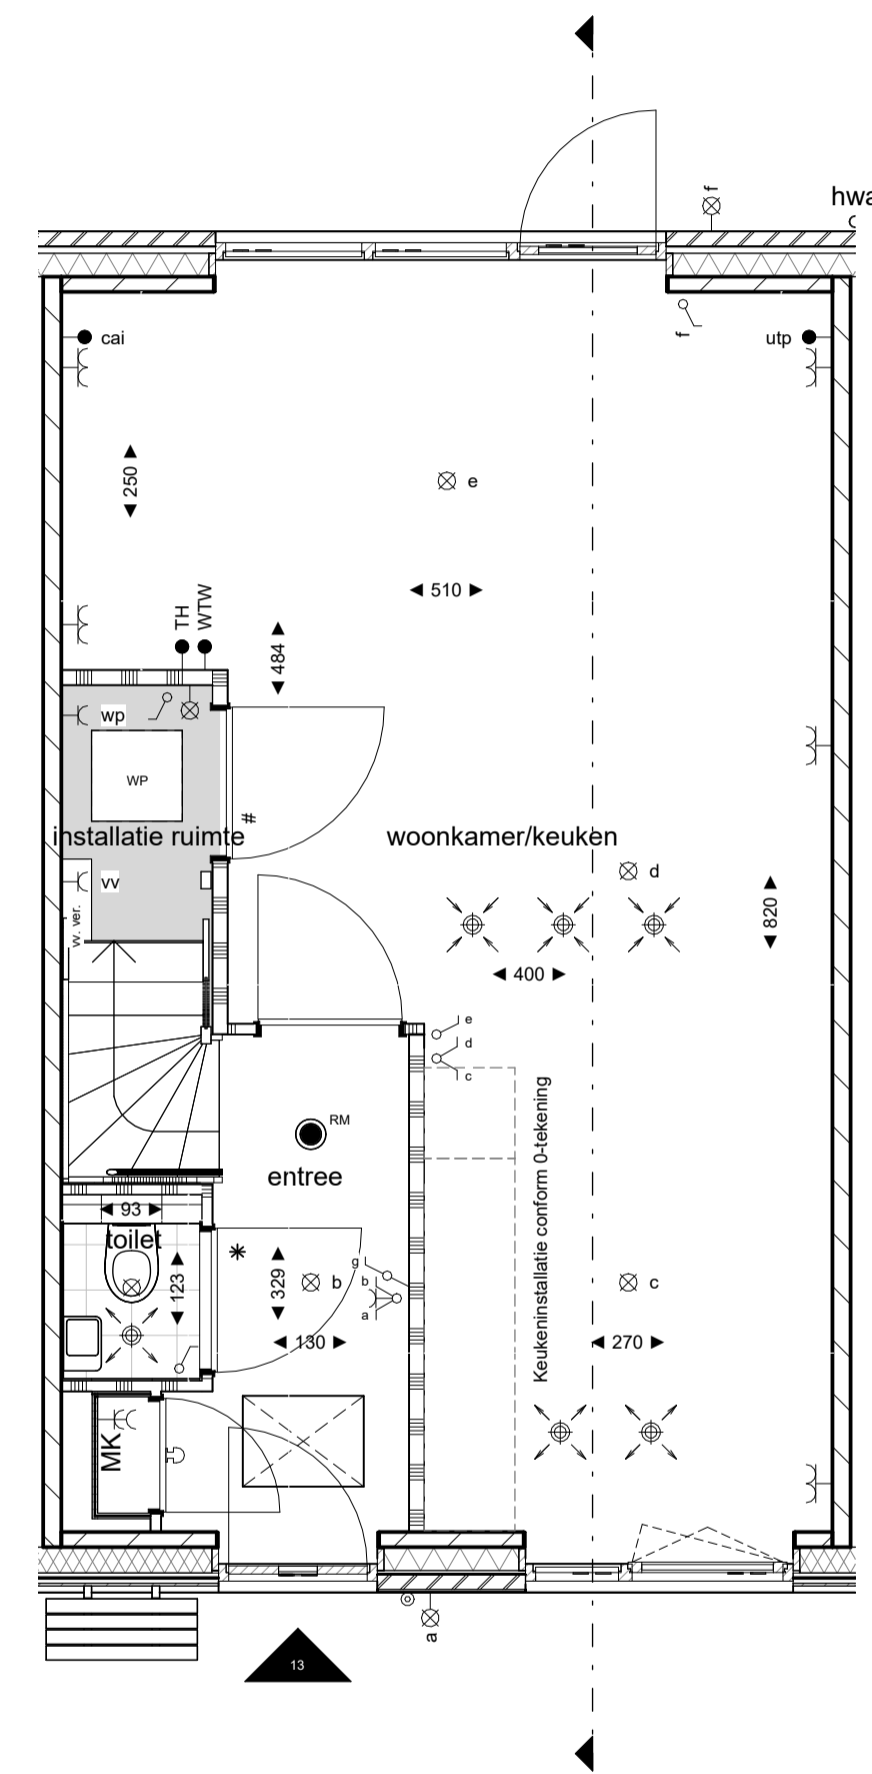 f
hwa
cai
f
utp
250
e
510
TH
WTW
484
wp
WP
#
installatie ruimte
woonkamer/keuken
vv
d
vv. ver.
820
400
e
d
c
RM
Keukeninstallatie conform 0-tekening
entree
93
toilet
*
123
329
g
b
b
a
c
130
270
MK
a
13